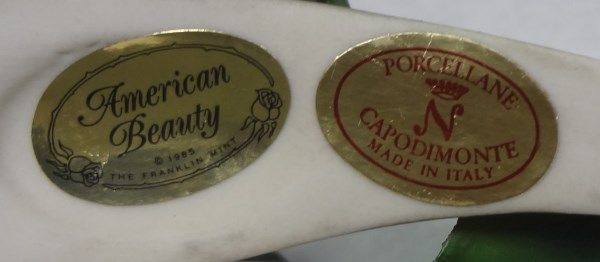 American
Beauty
© 1985
THE FRANKLIN MINT
PORCELLANE
N
CAPODIMONTE
MADE IN ITALY